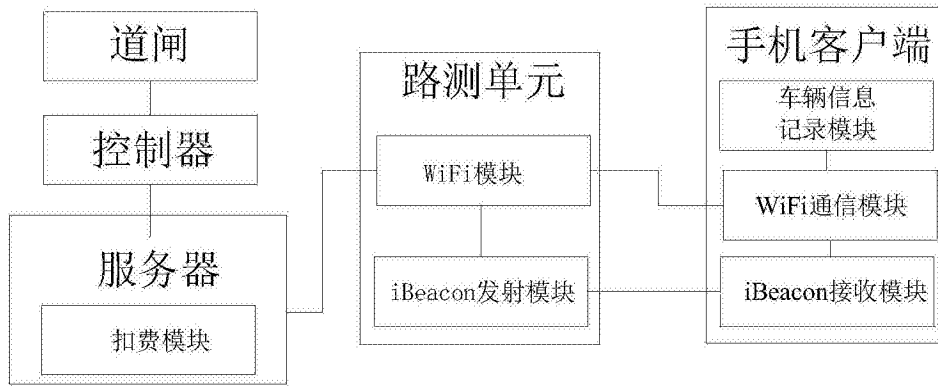 道闸
控制器
服务器
扣费模块
路测单元
WiFi模块
iBeacon发射模块
手机客户端
车辆信息
记录模块
WiFi通信模块
iBeacon接收模块